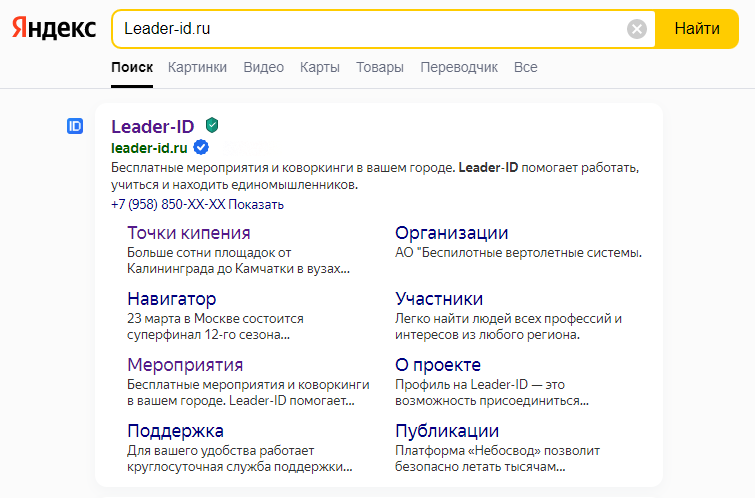 Яндекс
Leader-id.ru
Найти
Поиск Картинки Видео Карты Товары Переводчик Все
ID
Leader-ID
leader-id.ru
Бесплатные мероприятия и коворкинги в вашем городе. Leader-ID помогает работать,
учиться и находить единомышленников.
+7 (958) 850-XX-XX Показать
Точки кипения
Больше сотни площадок от
Калининграда до Камчатки в вузах...
Организации
АО "Беспилотные вертолетные системы.
Навигатор
23 марта в Москве состоится
суперфинал 12-го сезона...
Участники
Легко найти людей всех профессий и
интересов из любого региона.
Мероприятия
Бесплатные мероприятия и коворкинги
в вашем городе. Leader-ID помогает...
О проекте
Профиль на Leader-ID — это
возможность присоединиться...
Поддержка
Для вашего удобства работает
круглосуточная служба поддержки...
Публикации
Платформа «Небосвод» позволит
безопасно летать тысячам...